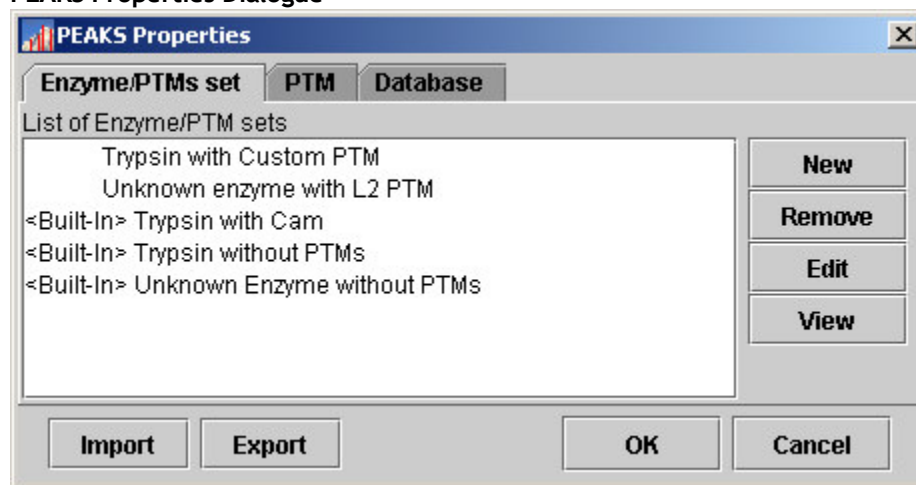 PEAKS Properties Dialogue
PEAKS Properties
Enzyme/PTMs set PTM Database
List of Enzyme/PTM sets
Trypsin with Custom PTM
Unknown enzyme with L2 PTM
<Built-In> Trypsin with Cam
<Built-In> Trypsin without PTMs
<Built-In> Unknown Enzyme without PTMs
New
Remove
Edit
View
Import Export OK Cancel